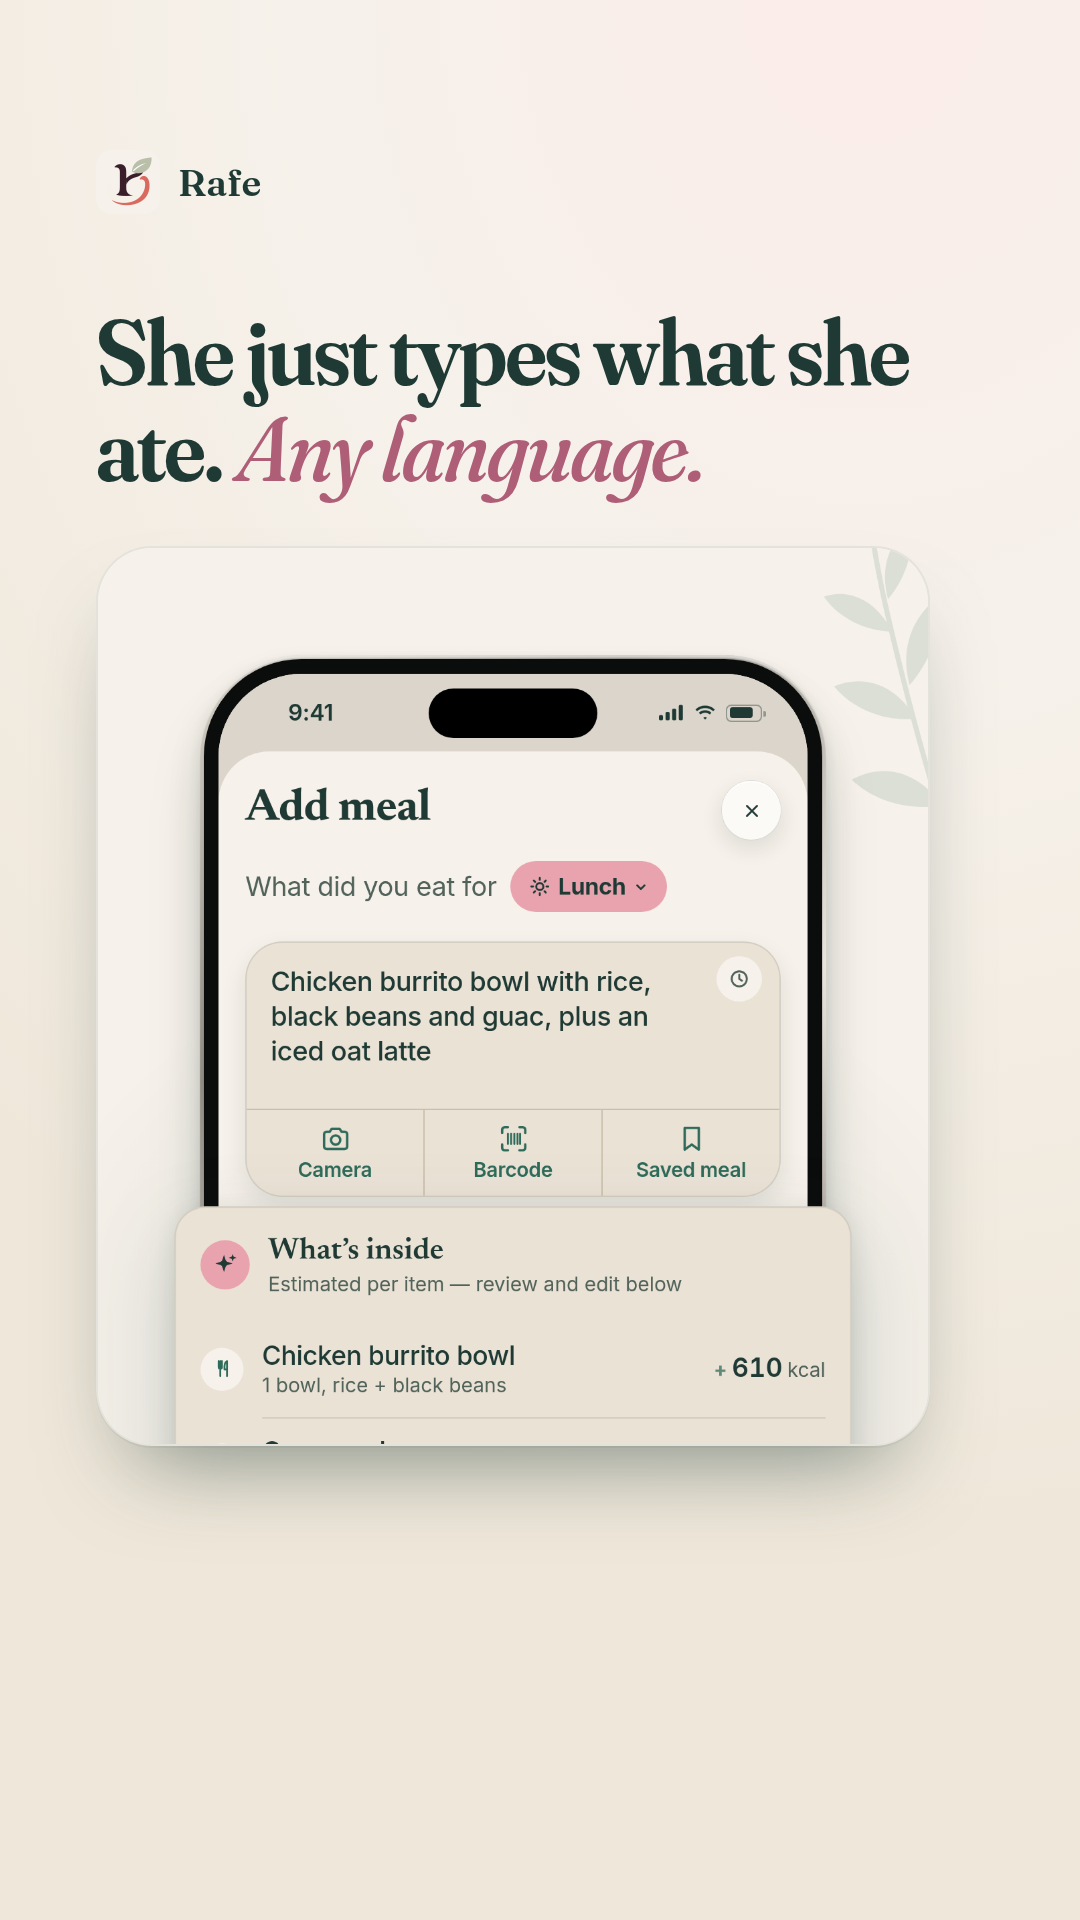 Rafe
She just types what she
ate. Any language.
9:41
Add meal
What did you eat for Lunch
Chicken burrito bowl with rice,
black beans and guac, plus an
iced oat latte
Camera Barcode Saved meal
What’s inside
Estimated per item — review and edit below
Chicken burrito bowl
1 bowl, rice + black beans
+ 610 kcal